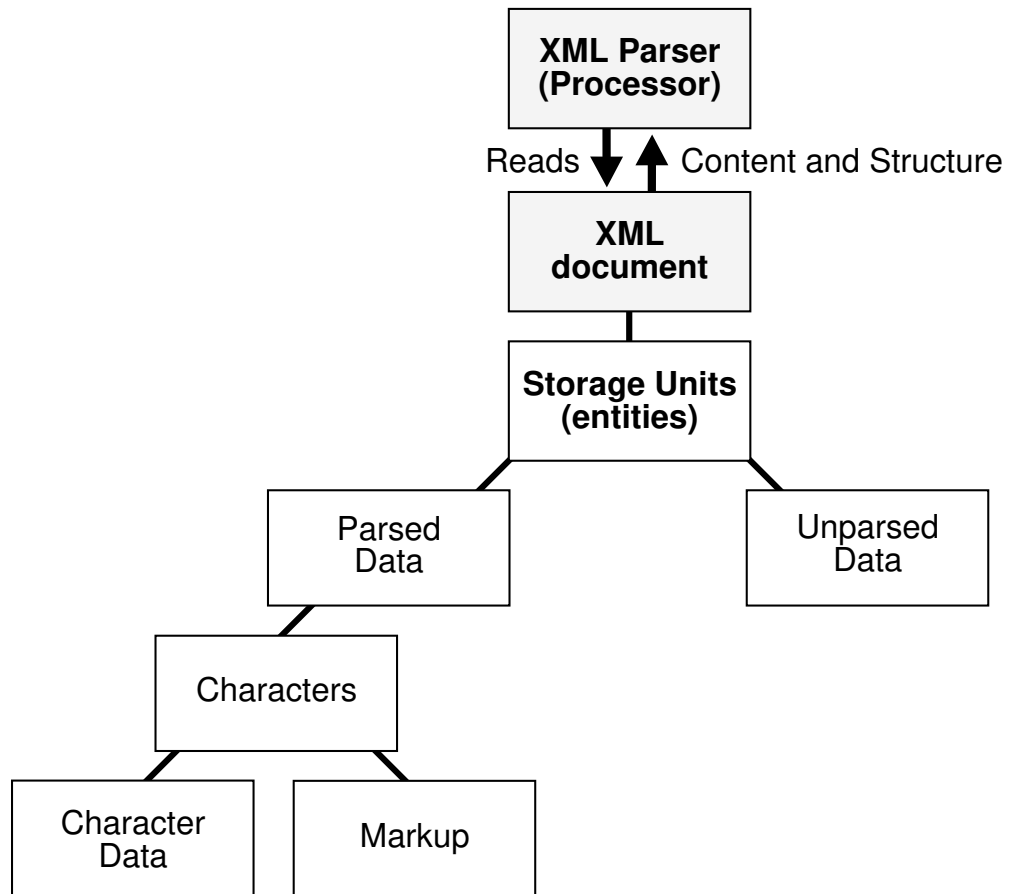 XML Parser
(Processor)
Reads
Content and Structure
XML
document
Storage Units
(entities)
Parsed
Data
Unparsed
Data
Characters
Character
Data
Markup